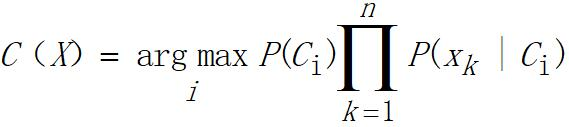 C (X) = arg max P(Cᵢ) ∏ P(xₖ | Cᵢ)
i
n
k=1